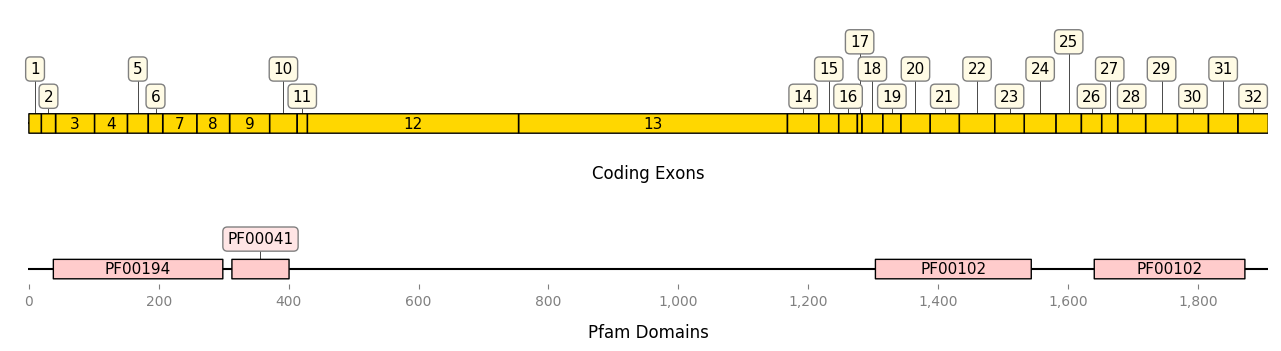 17 25
1 5 10 15 18 20 22 24 27 29 31
2 6 11 14 16 19 21 23 26 28 30 32
3 4 7 8 9 12 13
Coding Exons
PF00041
PF00194 PF00102 PF00102
0 200 400 600 800 1,000 1,200 1,400 1,600 1,800
Pfam Domains